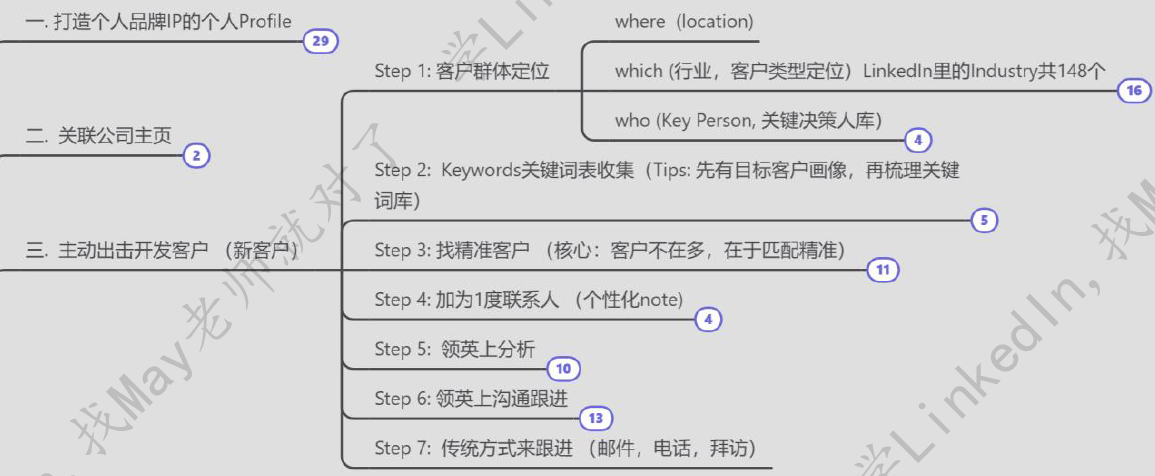 一. 打造个人品牌IP的个人Profile
29
二. 关联公司主页
2
三. 主动出击开发客户 （新客户）
Step 1: 客户群体定位
where (location)
which (行业，客户类型定位）LinkedIn里的Industry共148个
16
who (Key Person, 关键决策人库）
4
Step 2: Keywords关键词表收集（Tips: 先有目标客户画像，再梳理关键
词库）
5
Step 3: 找精准客户 （核心：客户不在多，在于匹配精准）
11
Step 4: 加为1度联系人 （个性化note)
4
Step 5: 领英上分析
10
Step 6: 领英上沟通跟进
13
Step 7: 传统方式来跟进 （邮件，电话，拜访）
找May老师就对了
学Lin
学LinkedIn, 找M